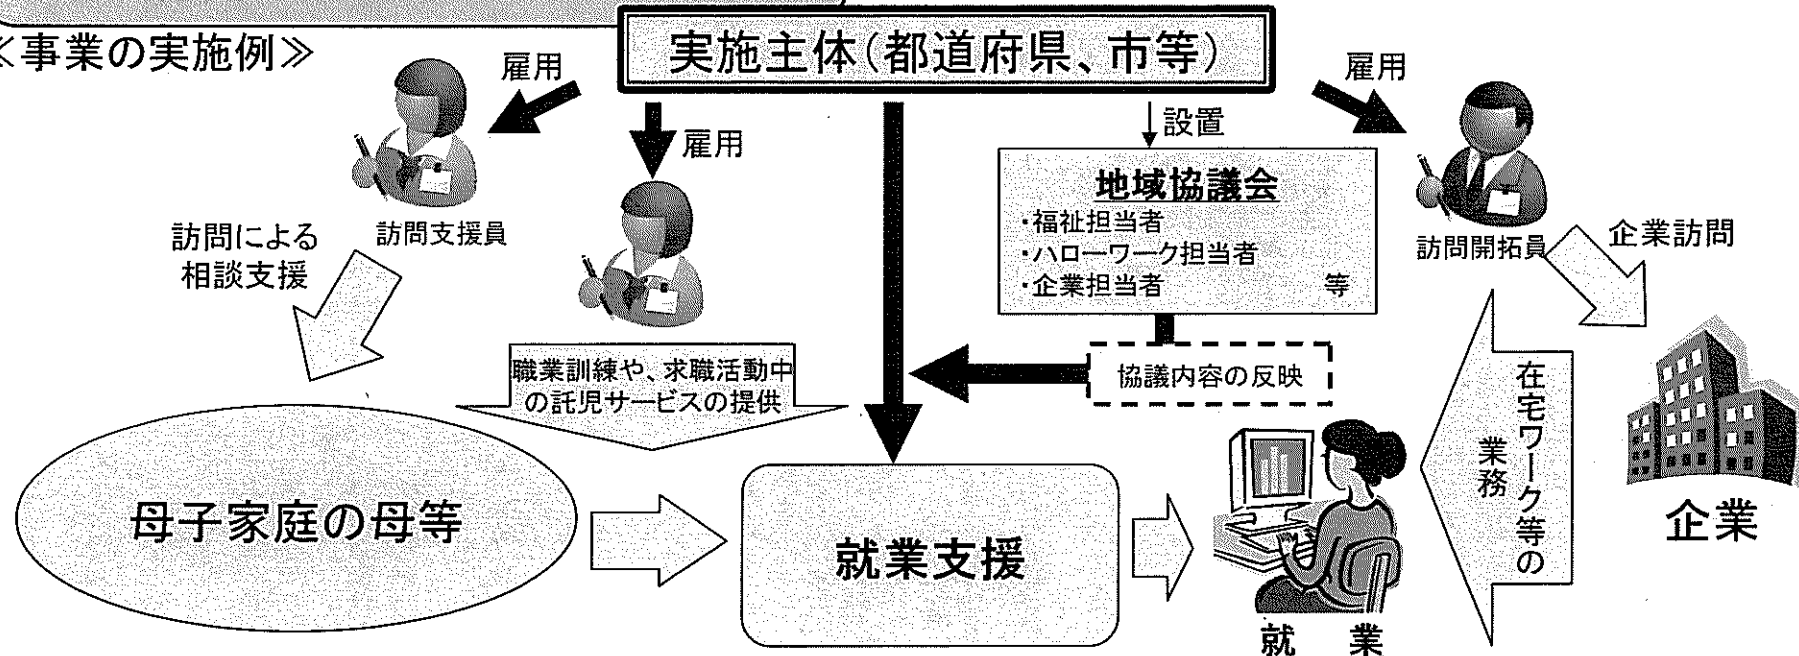 ≪事業の実施例≫
実施主体(都道府県、市等)
雇用
雇用
設置
雇用
訪問支援員
訪問による
相談支援
地域協議会
・福祉担当者
・ハローワーク担当者
・企業担当者 等
訪問開拓員
企業訪問
職業訓練や、求職活動中
の託児サービスの提供
協議内容の反映
在宅ワーク等の
業務
企業
母子家庭の母等
就業支援
就 業